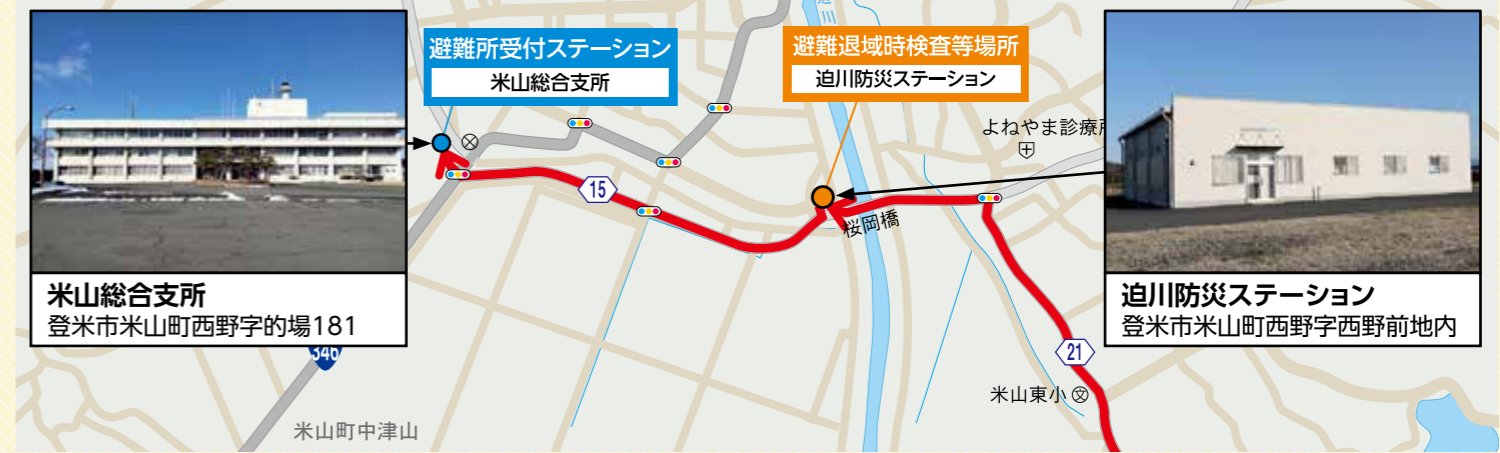 避難所受付ステーション
米山総合支所
避難退域時検査等場所
迫川防災ステーション
迫川
よねやま診療所
15
桜岡橋
米山総合支所
登米市米山町西野字的場181
迫川防災ステーション
登米市米山町西野字西野前地内
346
21
米山東小
文
米山町中津山